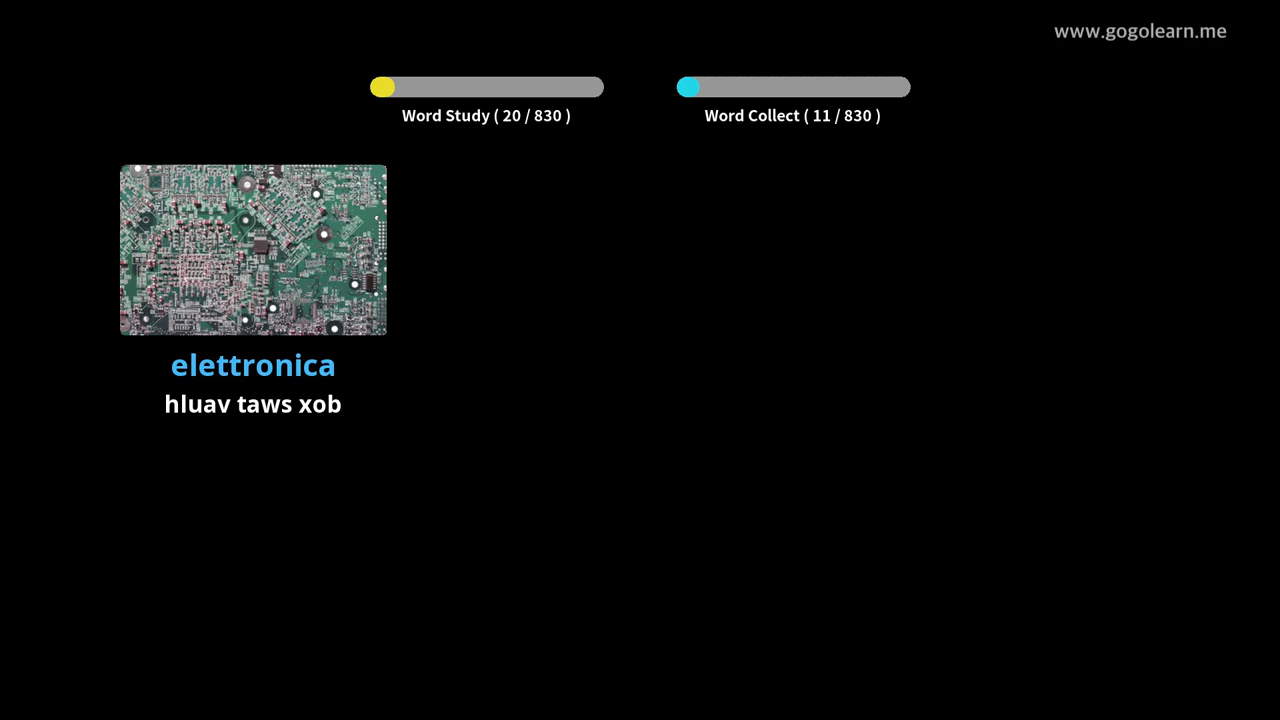 www.gogolearn.me
Word Study ( 20 / 830 )
Word Collect ( 11 / 830 )
elettronica
hluav taws xob